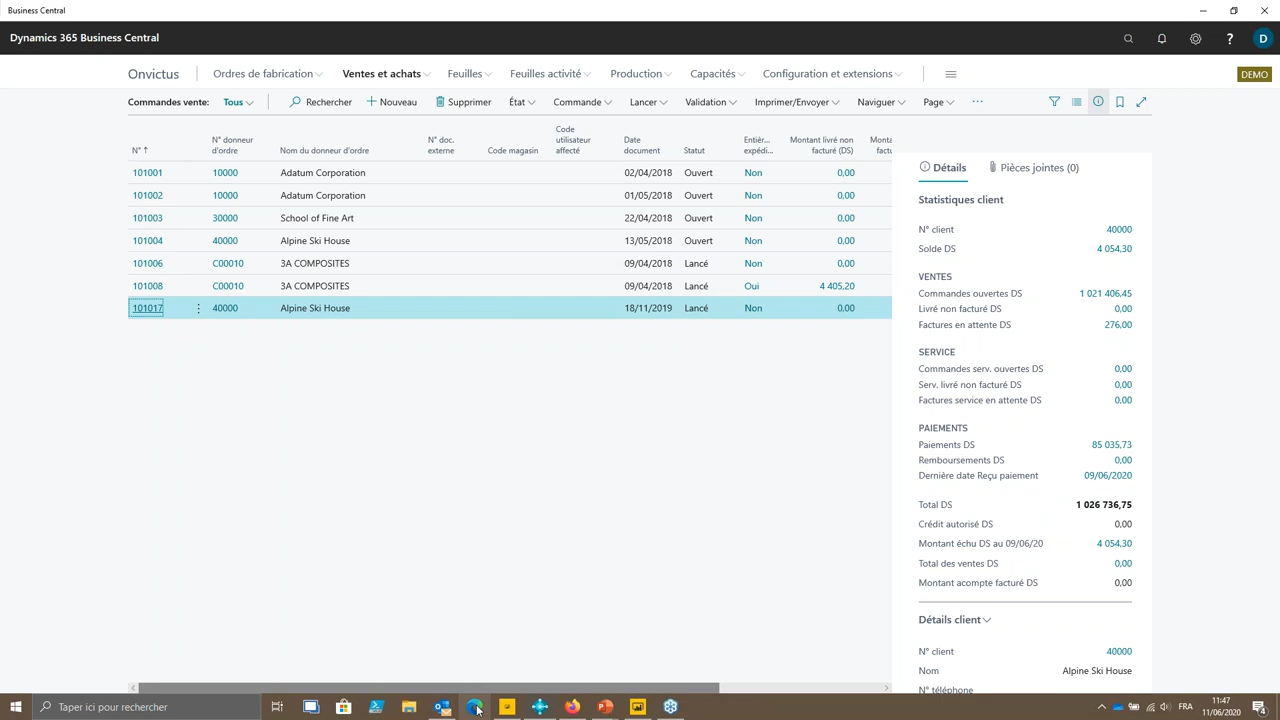 Business Central
Dynamics 365 Business Central
D
Onvictus
Ordres de fabrication
Ventes et achats
Feuilles
Feuilles activité
Production
Capacités
Configuration et extensions
DEMO
Commandes vente:
Tous
Rechercher
Nouveau
Supprimer
État
Commande
Lancer
Validation
Imprimer/Envoyer
Naviguer
Page
N° ↑
N° donneur
d'ordre
Nom du donneur d'ordre
N° doc.
externe
Code magasin
Code
utilisateur
affecté
Date
document
Statut
Entièr...
expédi...
Montant livré non
facturé (DS)
Monta
factu
101001 10000 Adatum Corporation 02/04/2018 Ouvert Non 0,00
101002 10000 Adatum Corporation 01/05/2018 Ouvert Non 0,00
101003 30000 School of Fine Art 22/04/2018 Ouvert Non 0,00
101004 40000 Alpine Ski House 13/05/2018 Ouvert Non 0,00
101006 C00010 3A COMPOSITES 09/04/2018 Lancé Non 0,00
101008 C00010 3A COMPOSITES 09/04/2018 Lancé Oui 4 405,20
101017 40000 Alpine Ski House 18/11/2019 Lancé Non 0,00
Détails
Pièces jointes (0)
Statistiques client
N° client 40000
Solde DS 4 054,30
VENTES
Commandes ouvertes DS 1 021 406,45
Livré non facturé DS 0,00
Factures en attente DS 276,00
SERVICE
Commandes serv. ouvertes DS 0,00
Serv. livré non facturé DS 0,00
Factures service en attente DS 0,00
PAIEMENTS
Paiements DS 85 035,73
Remboursements DS 0,00
Dernière date Reçu paiement 09/06/2020
Total DS 1 026 736,75
Crédit autorisé DS 0,00
Montant échu DS au 09/06/20 4 054,30
Total des ventes DS 0,00
Montant acompte facturé DS 0,00
Détails client
N° client 40000
Nom Alpine Ski House
N° téléphone
Taper ici pour rechercher
FRA
11:47
11/06/2020
4